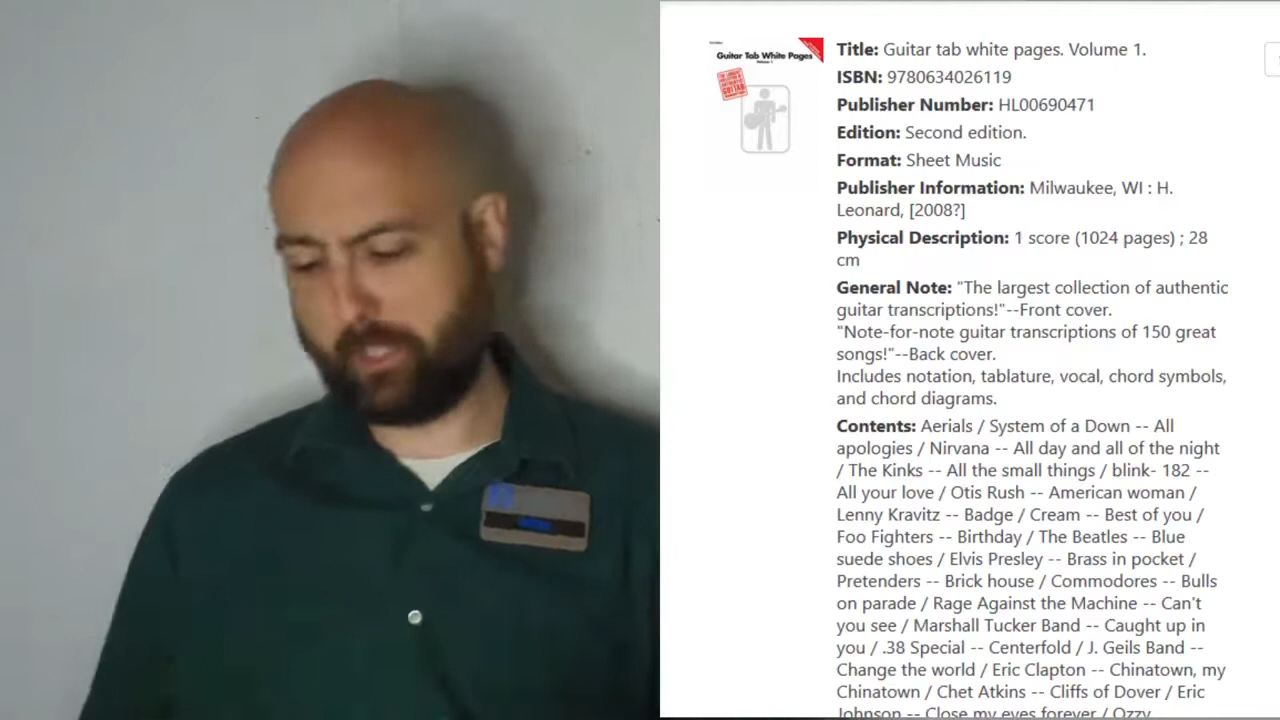 Guitar Tab White Pages
Volume 1
Title: Guitar tab white pages. Volume 1.
ISBN: 9780634026119
Publisher Number: HL00690471
Edition: Second edition.
Format: Sheet Music
Publisher Information: Milwaukee, WI : H.
Leonard, [2008?]
Physical Description: 1 score (1024 pages) ; 28
cm
General Note: "The largest collection of authentic
guitar transcriptions!"--Front cover.
"Note-for-note guitar transcriptions of 150 great
songs!"--Back cover.
Includes notation, tablature, vocal, chord symbols,
and chord diagrams.
Contents: Aerials / System of a Down -- All
apologies / Nirvana -- All day and all of the night
/ The Kinks -- All the small things / blink- 182 --
All your love / Otis Rush -- American woman /
Lenny Kravitz -- Badge / Cream -- Best of you /
Foo Fighters -- Birthday / The Beatles -- Blue
suede shoes / Elvis Presley -- Brass in pocket /
Pretenders -- Brick house / Commodores -- Bulls
on parade / Rage Against the Machine -- Can't
you see / Marshall Tucker Band -- Caught up in
you / .38 Special -- Centerfold / J. Geils Band --
Change the world / Eric Clapton -- Chinatown, my
Chinatown / Chet Atkins -- Cliffs of Dover / Eric
Johnson -- Close my eyes forever / Ozzy